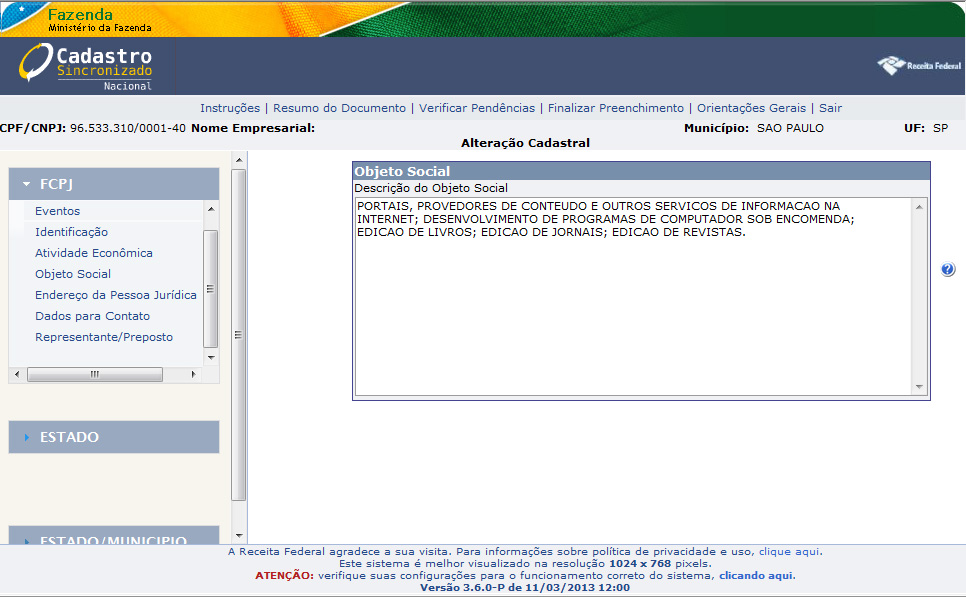 Fazenda
Ministério da Fazenda
Cadastro
Sincronizado
Nacional
Receita Federal
Instruções | Resumo do Documento | Verificar Pendências | Finalizar Preenchimento | Orientações Gerais | Sair
CPF/CNPJ: 96.533.310/0001-40 Nome Empresarial: Município: SAO PAULO UF: SP
Alteração Cadastral
FCPJ
Eventos
Identificação
Atividade Econômica
Objeto Social
Endereço da Pessoa Jurídica
Dados para Contato
Representante/Preposto
ESTADO
ESTADO/MUNICIPIO
Objeto Social
Descrição do Objeto Social
PORTAIS, PROVEDORES DE CONTEUDO E OUTROS SERVICOS DE INFORMACAO NA
INTERNET; DESENVOLVIMENTO DE PROGRAMAS DE COMPUTADOR SOB ENCOMENDA;
EDICAO DE LIVROS; EDICAO DE JORNAIS; EDICAO DE REVISTAS.
?
A Receita Federal agradece a sua visita. Para informações sobre política de privacidade e uso, clique aqui.
Este sistema é melhor visualizado na resolução 1024 x 768 pixels.
ATENÇÃO: verifique suas configurações para o funcionamento correto do sistema, clicando aqui.
Versão 3.6.0-P de 11/03/2013 12:00